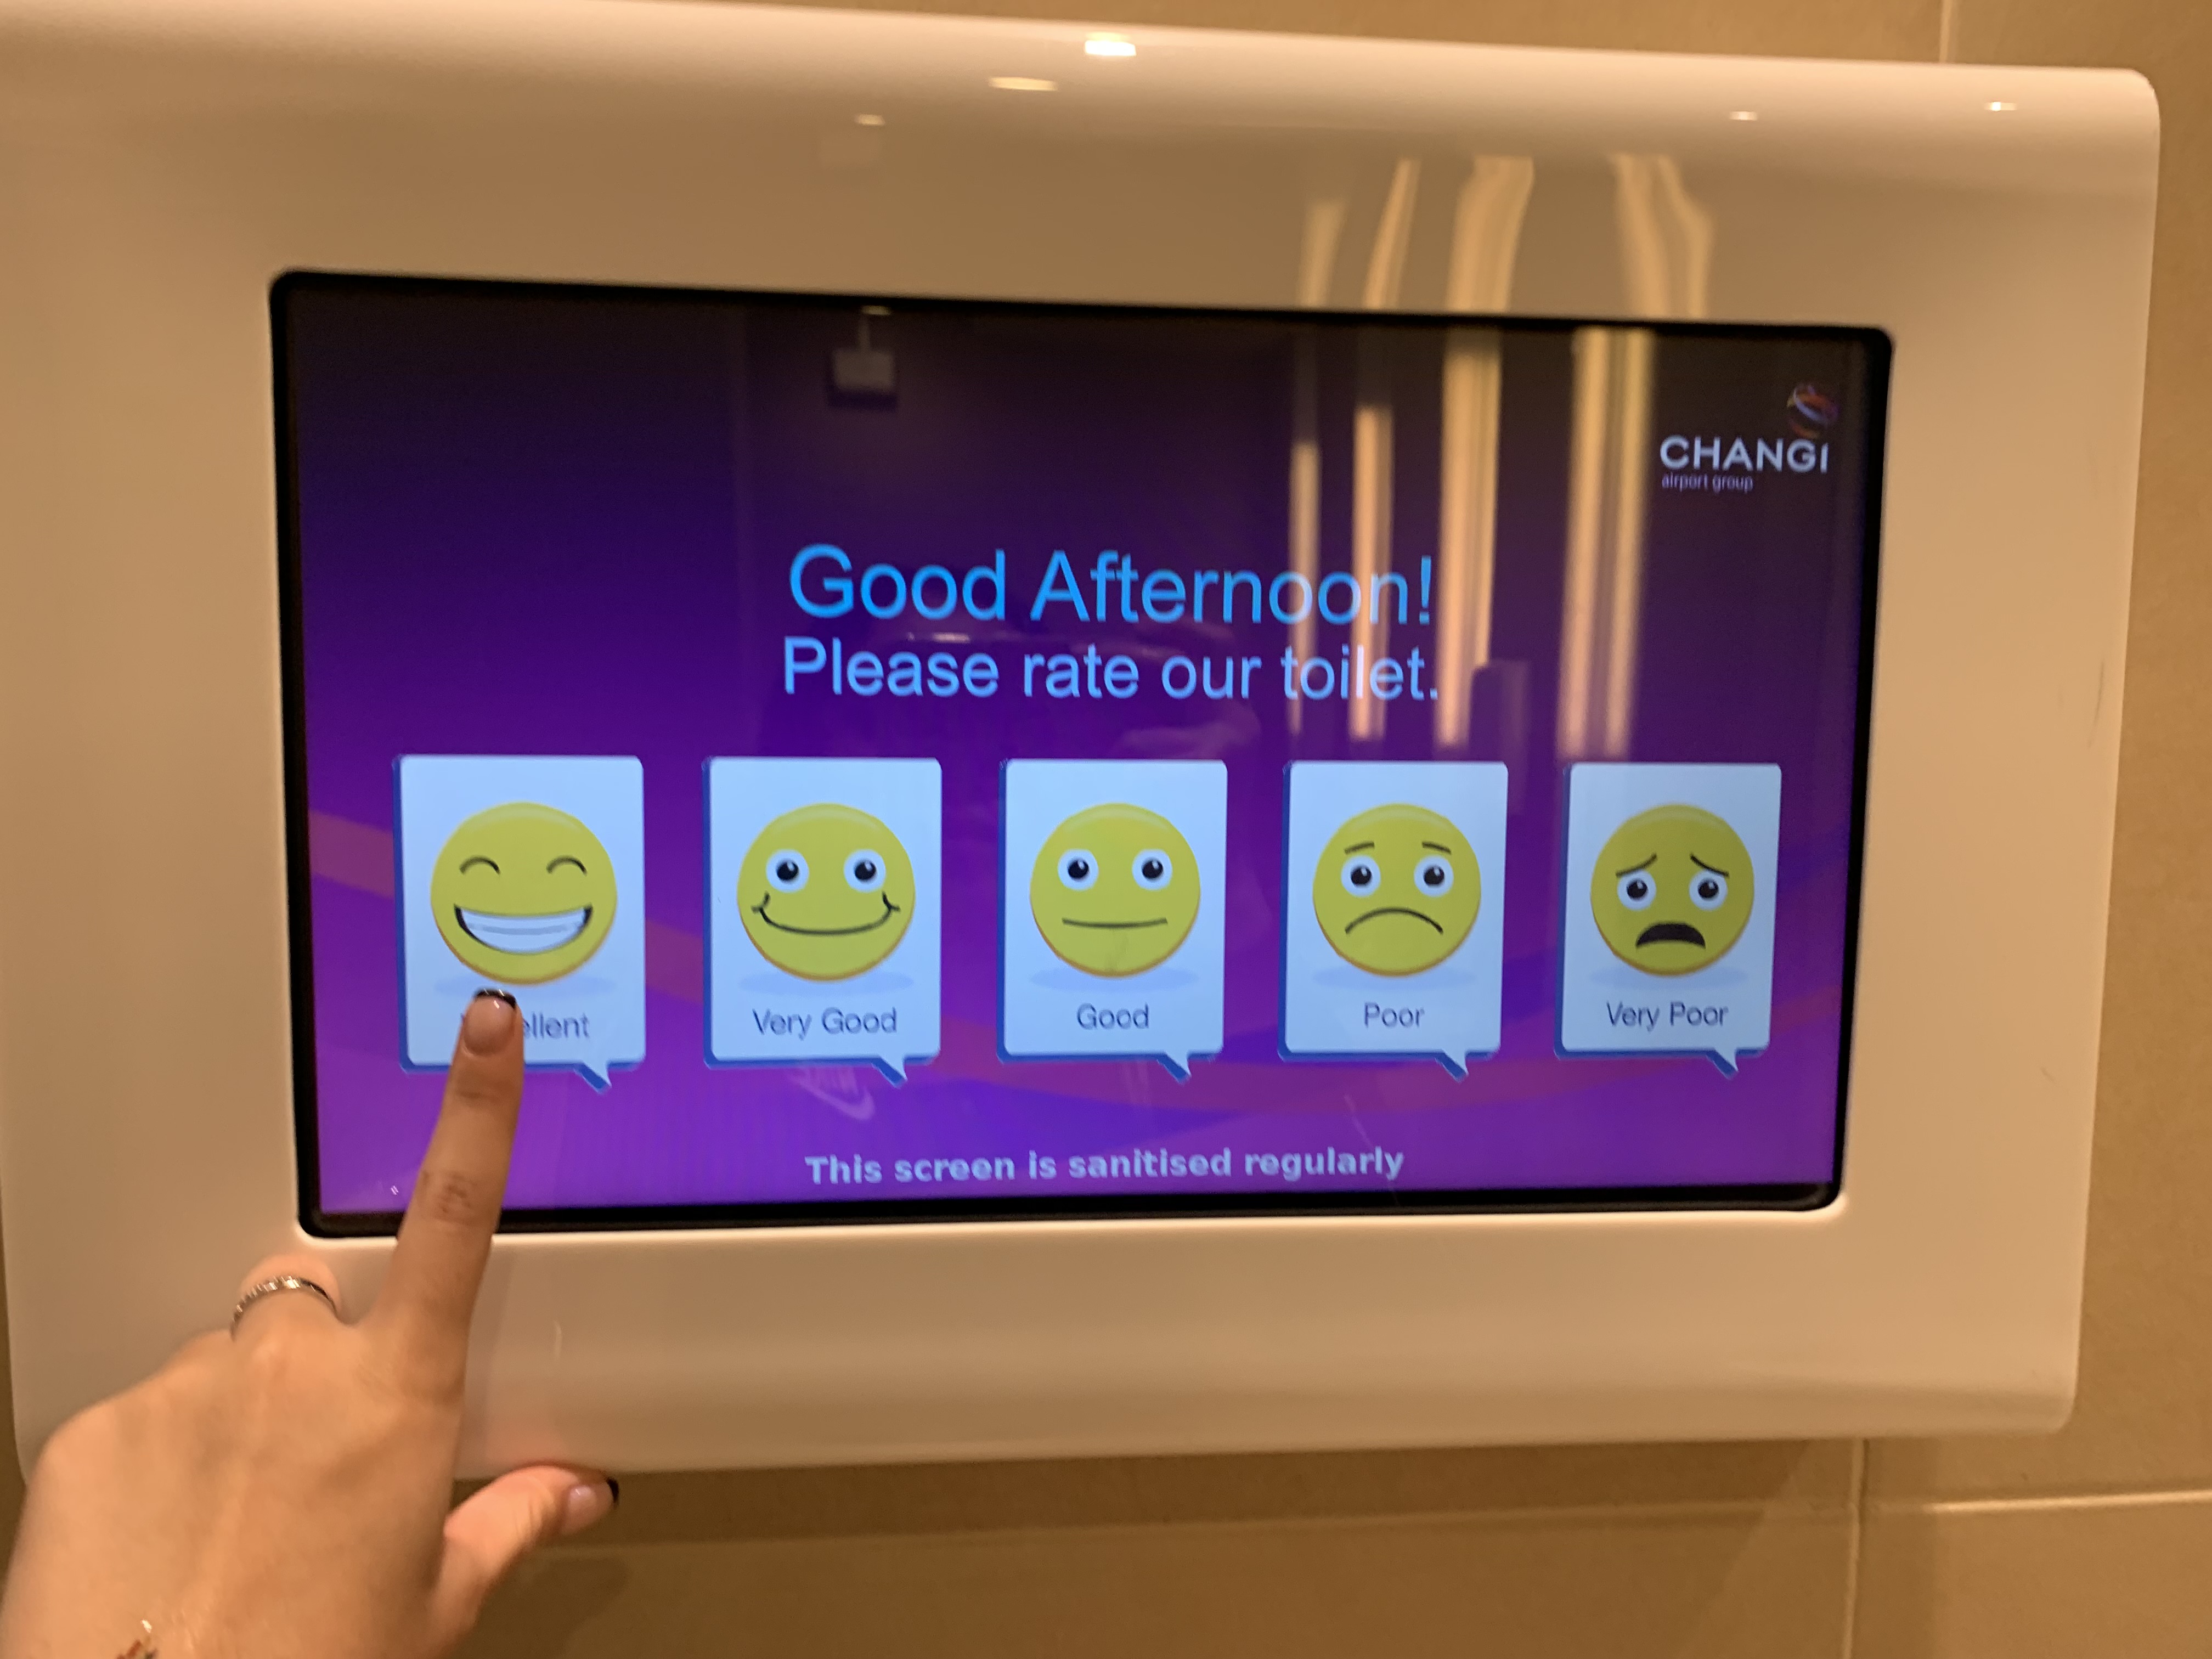 CHANGI
airport group
Good Afternoon!
Please rate our toilet.
Very Good
Good
Poor
Very Poor
This screen is sanitised regularly